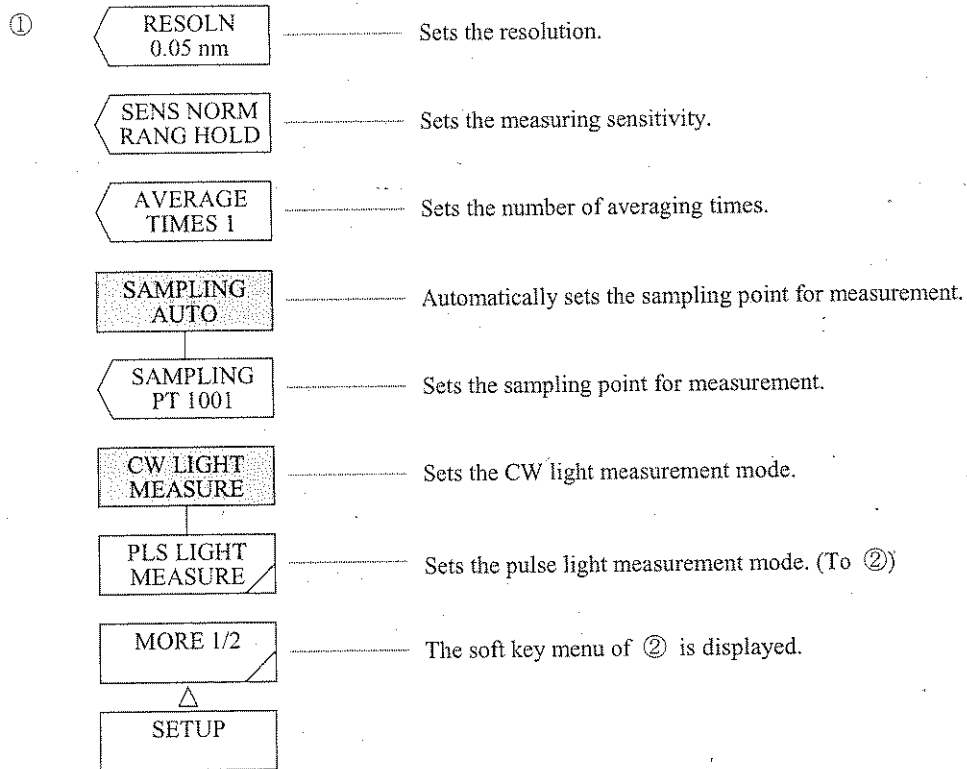 ①
RESOLN
0.05 nm
Sets the resolution.
SENS NORM
RANG HOLD
Sets the measuring sensitivity.
AVERAGE
TIMES 1
Sets the number of averaging times.
SAMPLING
AUTO
Automatically sets the sampling point for measurement.
SAMPLING
PT 1001
Sets the sampling point for measurement.
CW LIGHT
MEASURE
Sets the CW light measurement mode.
PLS LIGHT
MEASURE
Sets the pulse light measurement mode. (To ②)
MORE 1/2
The soft key menu of ② is displayed.
SETUP